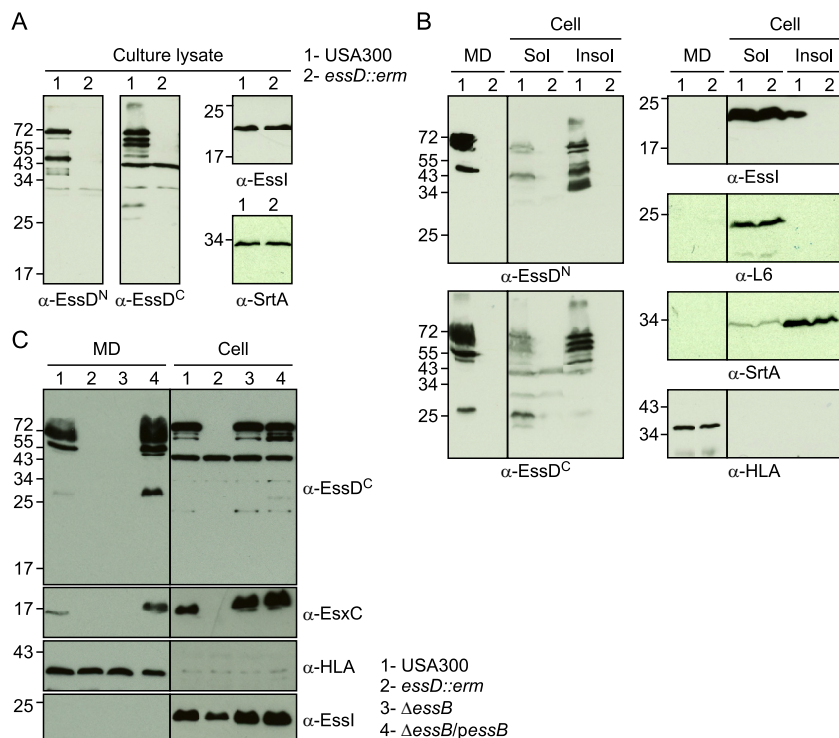 A
Culture lysate
1 2 1 2 1 2
72
55
43
34
25
17
25
17
α-EssI
1 2
34
α-EssD^N α-EssD^C α-SrtA
1- USA300
2- essD::erm
B
Cell
MD Sol Insol
1 2 1 2 1 2
72
55
43
34
25
α-EssD^N
72
55
43
34
25
α-EssD^C
Cell
MD Sol Insol
1 2 1 2 1 2
25
17
α-EssI
25
α-L6
34
α-SrtA
43
34
α-HLA
C
MD Cell
1 2 3 4 1 2 3 4
72
55
43
34
25
17
α-EssD^C
17
α-EsxC
43
α-HLA
25
α-EssI
1- USA300
2- essD::erm
3- ΔessB
4- ΔessB/pessB